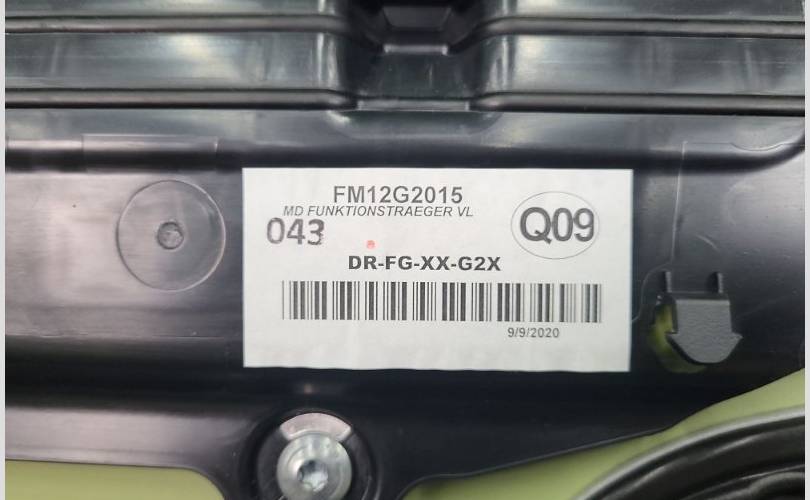 FM12G2015
MD FUNKTIONSTRAEGER VL
043
Q09
DR-FG-XX-G2X
9/9/2020